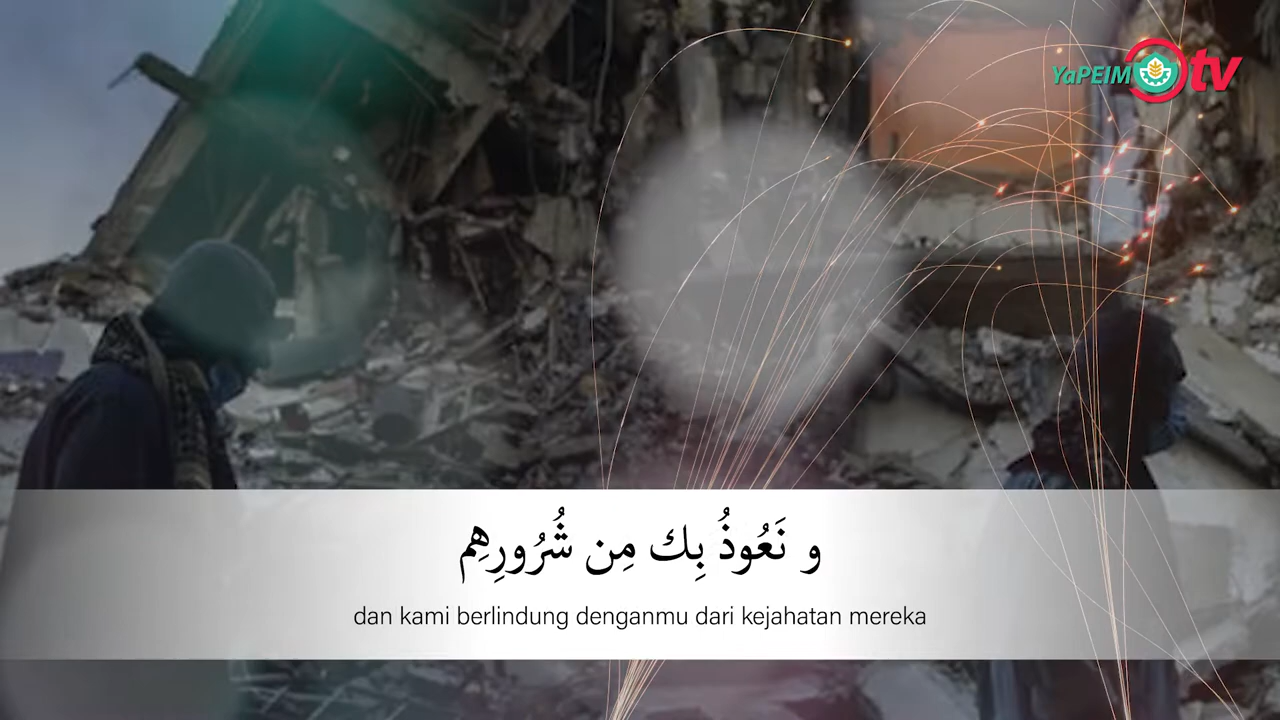 YaPEIM tv
و نَعُوذُ بِك مِن شُرُورِهِم
dan kami berlindung denganmu dari kejahatan mereka